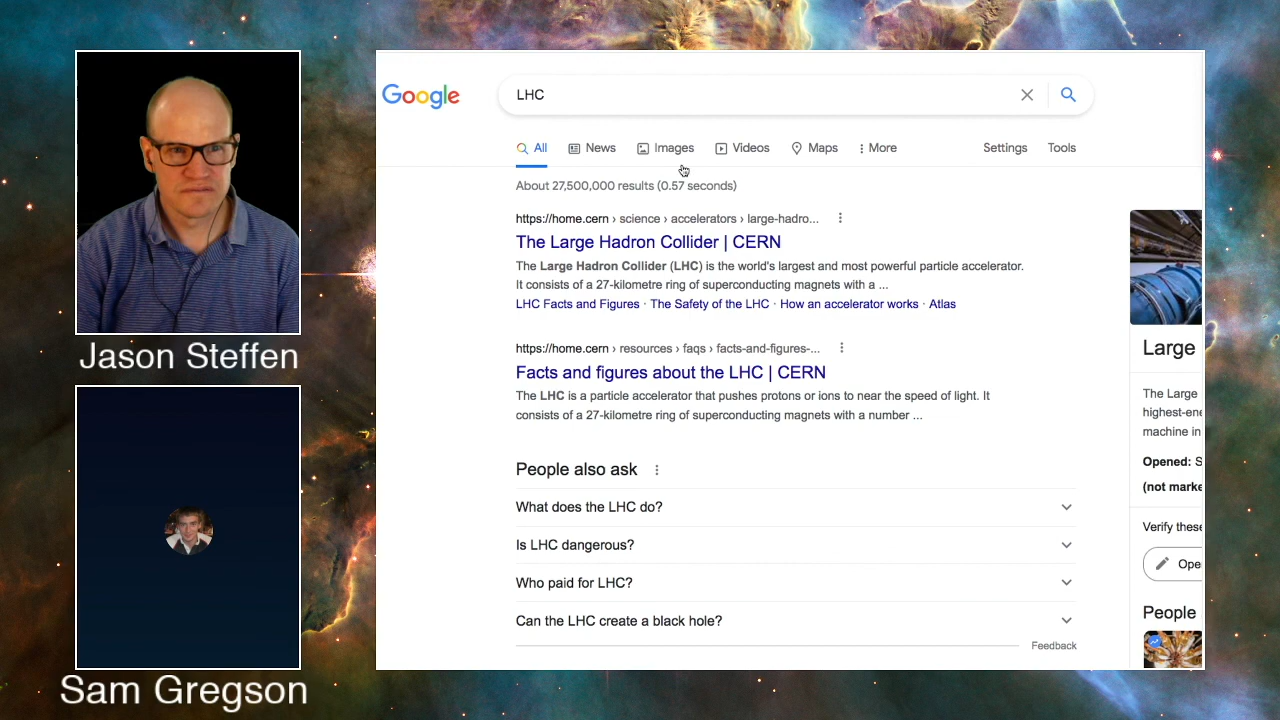 Jason Steffen
Sam Gregson
Google
LHC
All News Images Videos Maps More Settings Tools
About 27,500,000 results (0.57 seconds)
https://home.cern › science › accelerators › large-hadro...
The Large Hadron Collider | CERN
The Large Hadron Collider (LHC) is the world's largest and most powerful particle accelerator.
It consists of a 27-kilometre ring of superconducting magnets with a ...
LHC Facts and Figures · The Safety of the LHC · How an accelerator works · Atlas
https://home.cern › resources › faqs › facts-and-figures-...
Facts and figures about the LHC | CERN
The LHC is a particle accelerator that pushes protons or ions to near the speed of light. It
consists of a 27-kilometre ring of superconducting magnets with a number ...
People also ask
What does the LHC do?
Is LHC dangerous?
Who paid for LHC?
Can the LHC create a black hole?
Feedback
Large
The Large
highest-ene
machine in
Opened: S
(not marke
Verify these
Ope
People